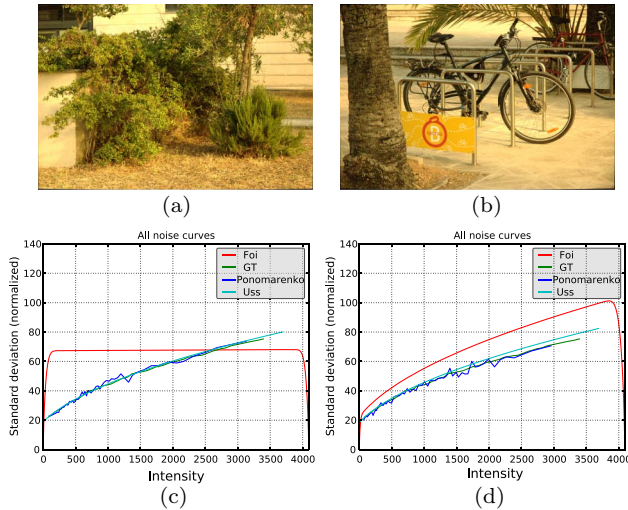 (a) (b)
All noise curves
Standard deviation (normalized)
140
120
100
80
60
40
20
0
Foi
GT
Ponomarenko
Uss
0 500 1000 1500 2000 2500 3000 3500 4000
Intensity
(c)
All noise curves
Standard deviation (normalized)
140
120
100
80
60
40
20
0
Foi
GT
Ponomarenko
Uss
0 500 1000 1500 2000 2500 3000 3500 4000
Intensity
(d)